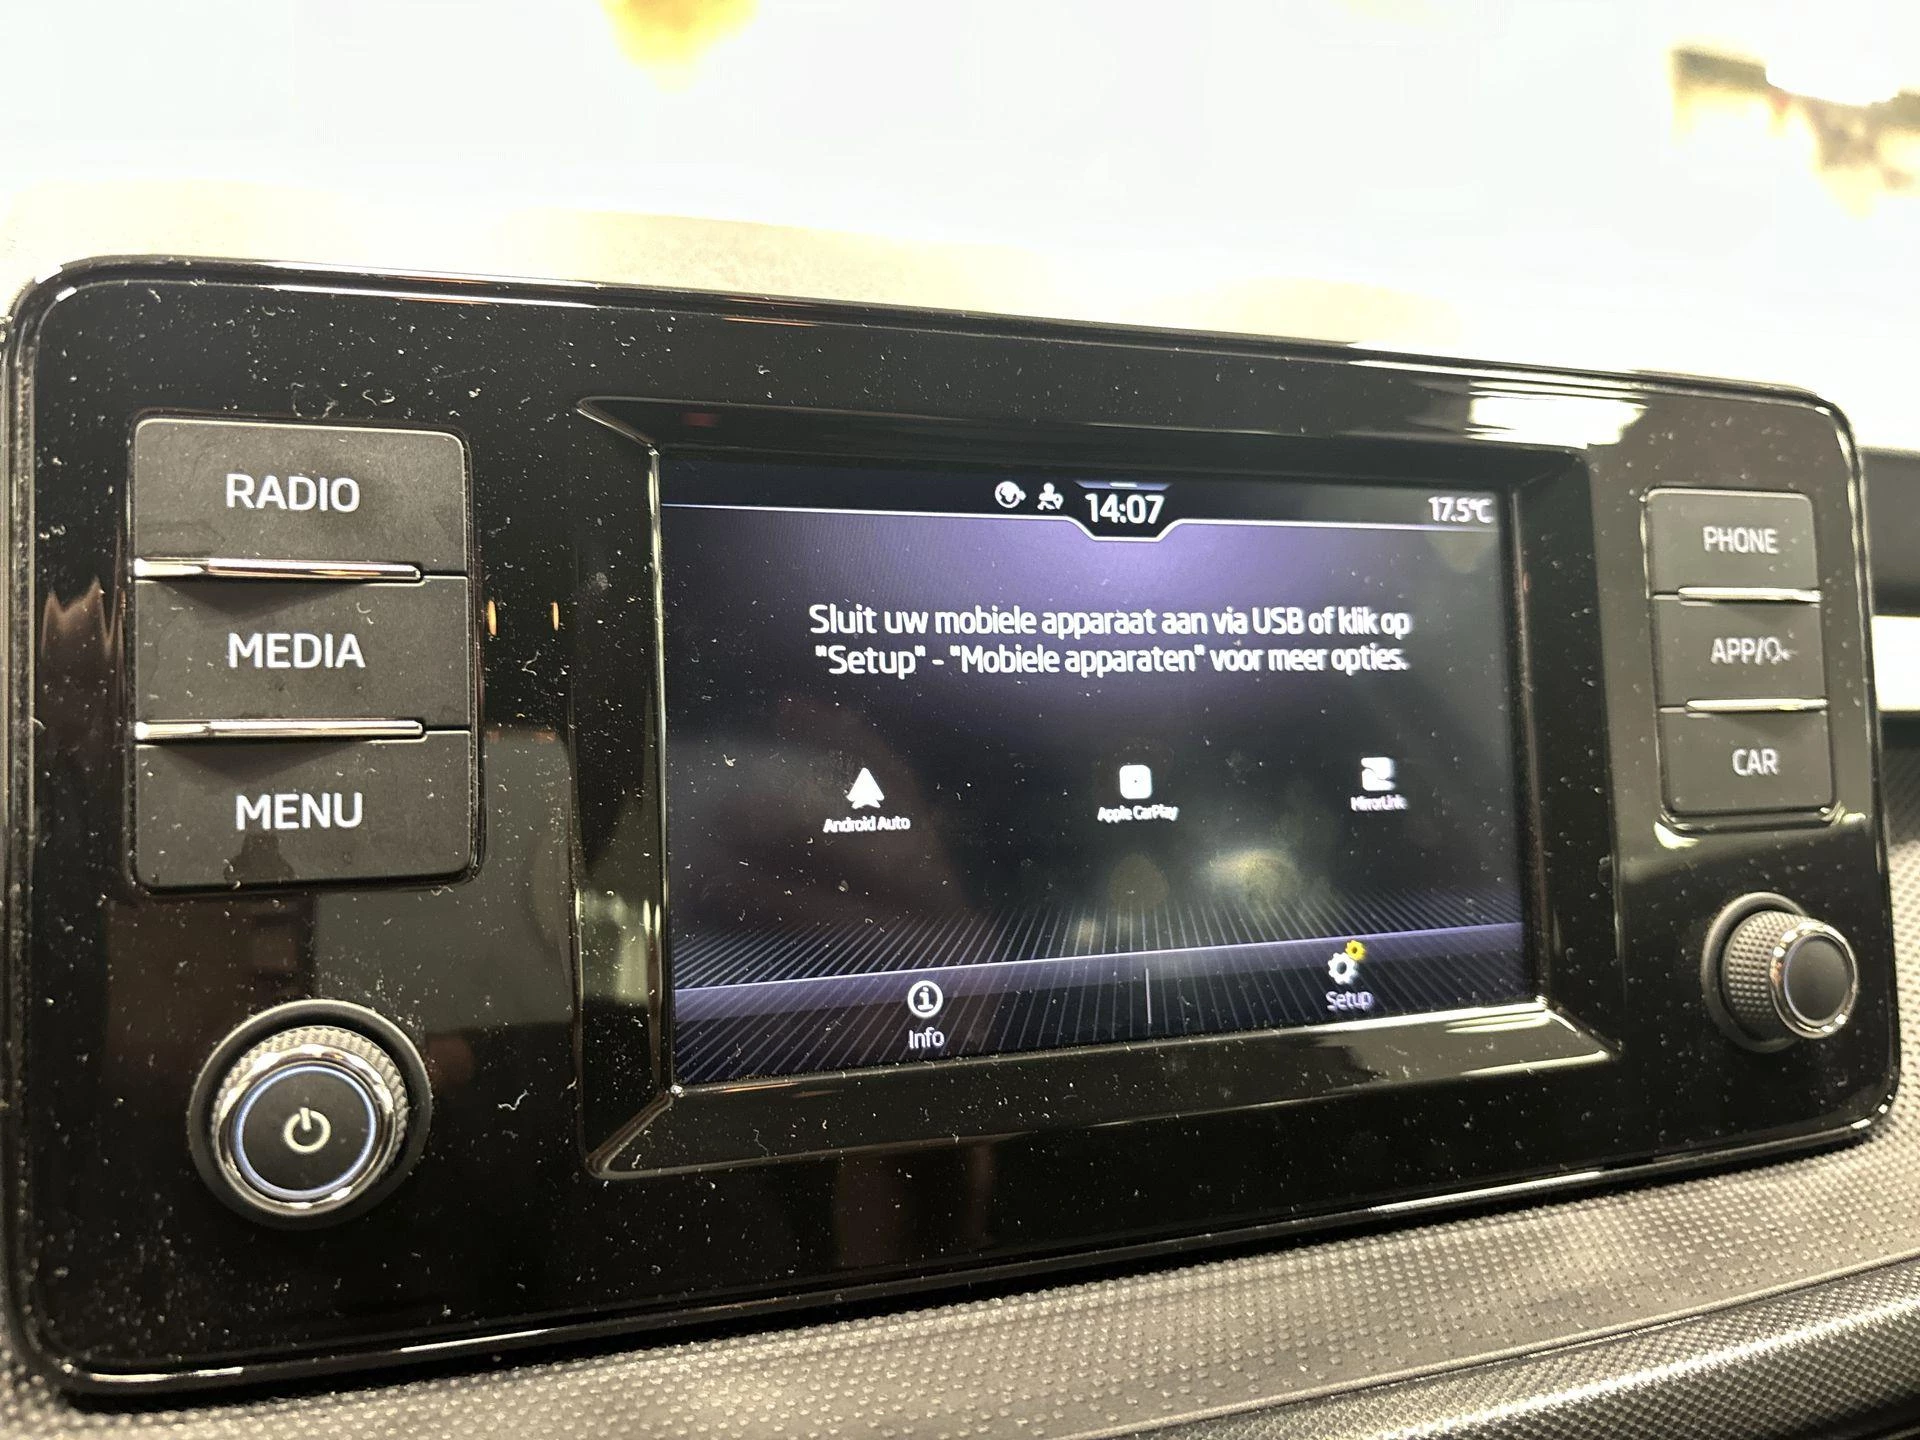 RADIO
MEDIA
MENU
14:07
17.5°C
Sluit uw mobiele apparaat aan via USB of klik op
"Setup" - "Mobiele apparaten" voor meer opties.
Android Auto
Apple CarPlay
MirrorLink
Info
Setup
PHONE
APP/
CAR